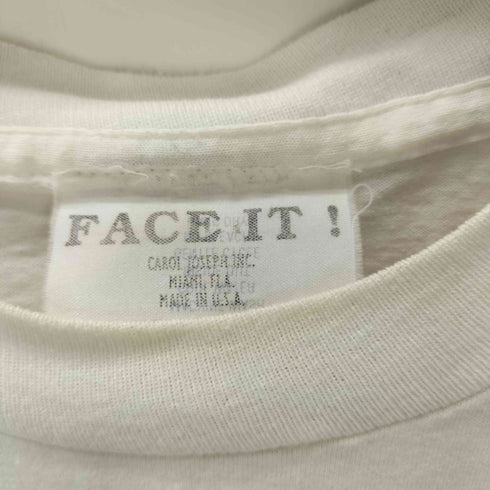 FACE IT !
CAROL JOSEPH INC.
MIAMI, FLA.
MADE IN U.S.A.